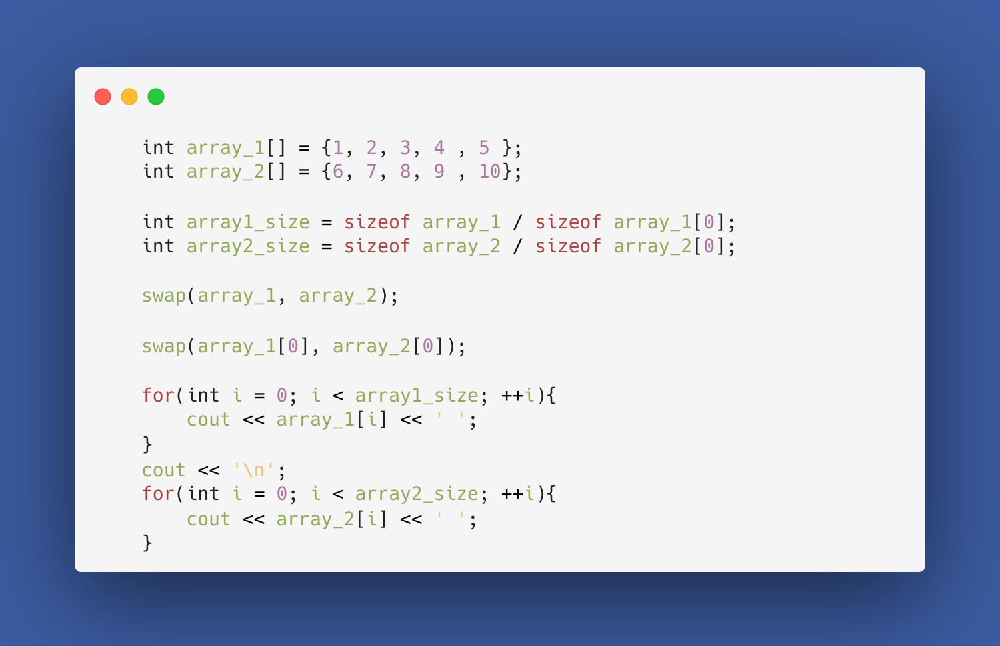 int array_1[] = {1, 2, 3, 4 , 5 };
int array_2[] = {6, 7, 8, 9 , 10};
int array1_size = sizeof array_1 / sizeof array_1[0];
int array2_size = sizeof array_2 / sizeof array_2[0];
swap(array_1, array_2);
swap(array_1[0], array_2[0]);
for(int i = 0; i < array1_size; ++i){
    cout << array_1[i] << ' ';
}
cout << '\n';
for(int i = 0; i < array2_size; ++i){
    cout << array_2[i] << ' ';
}